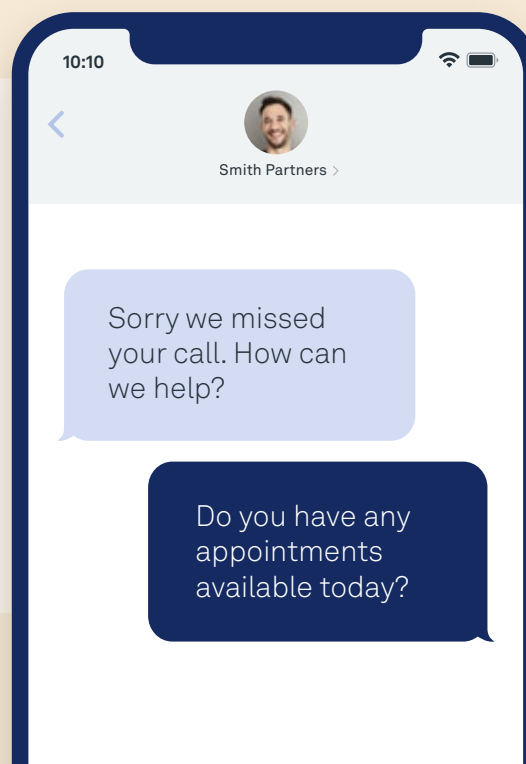 10:10
Smith Partners
Sorry we missed
your call. How can
we help?
Do you have any
appointments
available today?